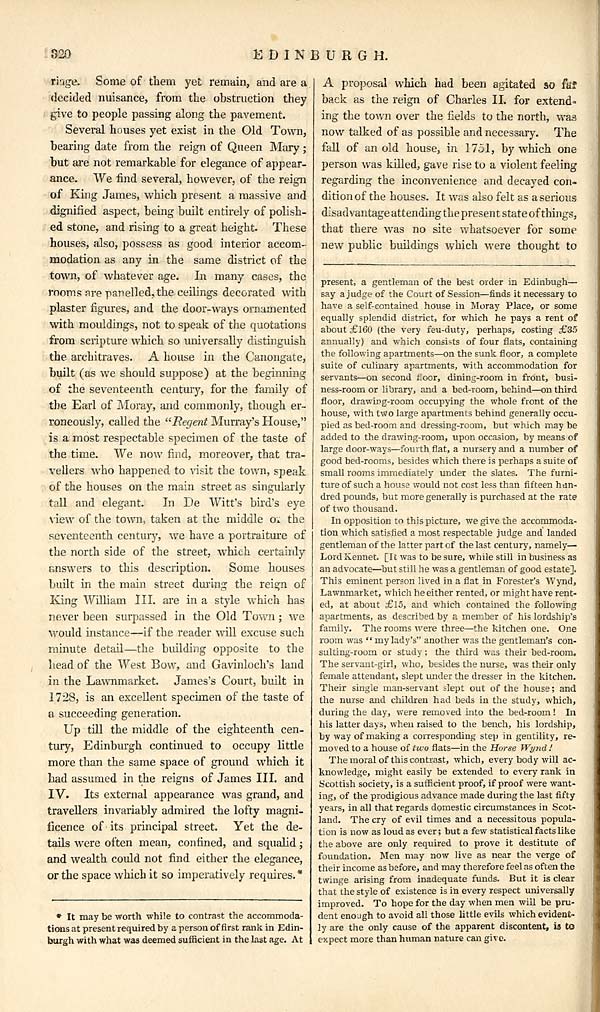 320
EDINBURGH.
riage. Some of them yet remain, and are a
decided nuisance, from the obstruction they
give to people passing along the pavement.
Several houses yet exist in the Old Town,
bearing date from the reign of Queen Mary;
but are not remarkable for elegance of appear-
ance. We find several, however, of the reign
of King James, which present a massive and
dignified aspect, being built entirely of polish-
ed stone, and rising to a great height. These
houses, also, possess as good interior accom-
modation as any in the same district of the
town, of whatever age. In many cases, the
rooms are panelled, the ceilings decorated with
plaster figures, and the door-ways ornamented
with mouldings, not to speak of the quotations
from scripture which so universally distinguish
the architraves. A house in the Canongate,
built (as we should suppose) at the beginning
of the seventeenth century, for the family of
the Earl of Moray, and commonly, though er-
roneously, called the "Regent Murray's House,"
is a most respectable specimen of the taste of
the time. We now find, moreover, that tra-
vellers who happened to visit the town, speak
of the houses on the main street as singularly
tall and elegant. In De Witt's bird's eye
view of the town, taken at the middle of the
seventeenth century, we have a portraiture of
the north side of the street, which certainly
answers to this description. Some houses
built in the main street during the reign of
King William III. are in a style which has
never been surpassed in the Old Town; we
would instance—if the reader will excuse such
minute detail—the building opposite to the
head of the West Bow, and Gavinloch's land
in the Lawnmarket. James's Court, built in
1728, is an excellent specimen of the taste of
a succeeding generation.
Up till the middle of the eighteenth cen-
tury, Edinburgh continued to occupy little
more than the same space of ground which it
had assumed in the reigns of James III. and
IV. Its external appearance was grand, and
travellers invariably admired the lofty magni-
ficence of its principal street. Yet the de-
tails were often mean, confined, and squalid;
and wealth could not find either the elegance,
or the space which it so imperatively requires.*
* It may be worth while to contrast the accommoda-
tions at present required by a person of first rank in Edin-
burgh with what was deemed sufficient in the last age. At
A proposal which had been agitated so far
back as the reign of Charles II. for extend-
ing the town over the fields to the north, was
now talked of as possible and necessary. The
fall of an old house, in 1751, by which one
person was killed, gave rise to a violent feeling
regarding the inconvenience and decayed con-
dition of the houses. It was also felt as a serious
disadvantage attending the present state of things,
that there was no site whatsoever for some
new public buildings which were thought to
present, a gentleman of the best order in Edinbugh—
say a judge of the Court of Session—finds it necessary to
have a self-contained house in Moray Place, or some
equally splendid district, for which he pays a rent of
about £160 (the very feu-duty, perhaps, costing £35
annually) and which consists of four flats, containing
the following apartments—on the sunk floor, a complete
suite of culinary apartments, with accommodation for
servants—on second floor, dining-room in front, busi-
ness-room or library, and a bed-room, behind—on third
floor, drawing-room occupying the whole front of the
house, with two large apartments behind generally occu-
pied as bed-room and dressing-room, but which may be
added to the drawing-room, upon occasion, by means of
large door-ways—fourth flat, a nursery and a number of
good bed-rooms, besides which there is perhaps a suite of
small rooms immediately under the slates. The furni-
ture of such a house would not cost less than fifteen hun-
dred pounds, but more generally is purchased at the rate
of two thousand.
In opposition to this picture, we give the accommoda-
tion which satisfied a most respectable judge and landed
gentleman of the latter part of the last century, namely—
Lord Kennet. [It was to be sure, while still in business as
an advocate—but still he was a gentleman of good estate].
This eminent person lived in a flat in Forester's Wynd,
Lawnmarket, which he either rented, or might have rent-
ed, at about £15, and which contained the following
apartments, as described by a member of his lordship's
family. The rooms were three—the kitchen one. One
room was "my lady's" another was the gentleman's con-
sulting-room or study; the third was their bed-room.
The servant-girl, who, besides the nurse, was their only
female attendant, slept under the dresser in the kitchen.
Their single man-servant slept out of the house; and
the nurse and children had beds in the study, which,
during the day, were removed into the bed-room! In
his latter days, when raised to the bench, his lordship,
by way of making a corresponding step in gentility, re-
moved to a house of two flats—in the Horse Wynd!
The moral of this contrast, which, every body will ac-
knowledge, might easily be extended to every rank in
Scottish society, is a sufficient proof, if proof were want-
ing, of the prodigious advance made during the last fifty
years, in all that regards domestic circumstances in Scot-
land. The cry of evil times and a necessitous popula-
tion is now as loud as ever; but a few statistical facts like
the above are only required to prove it destitute of
foundation. Men may now live as near the verge of
their income as before, and may therefore feel as often the
twinge arising from inadequate funds. But it is clear
that the style of existence is in every respect universally
improved. To hope for the day when men will be pru-
dent enough to avoid all those little evils which evident-
ly are the only cause of the apparent discontent, is to
expect more than human nature can give.